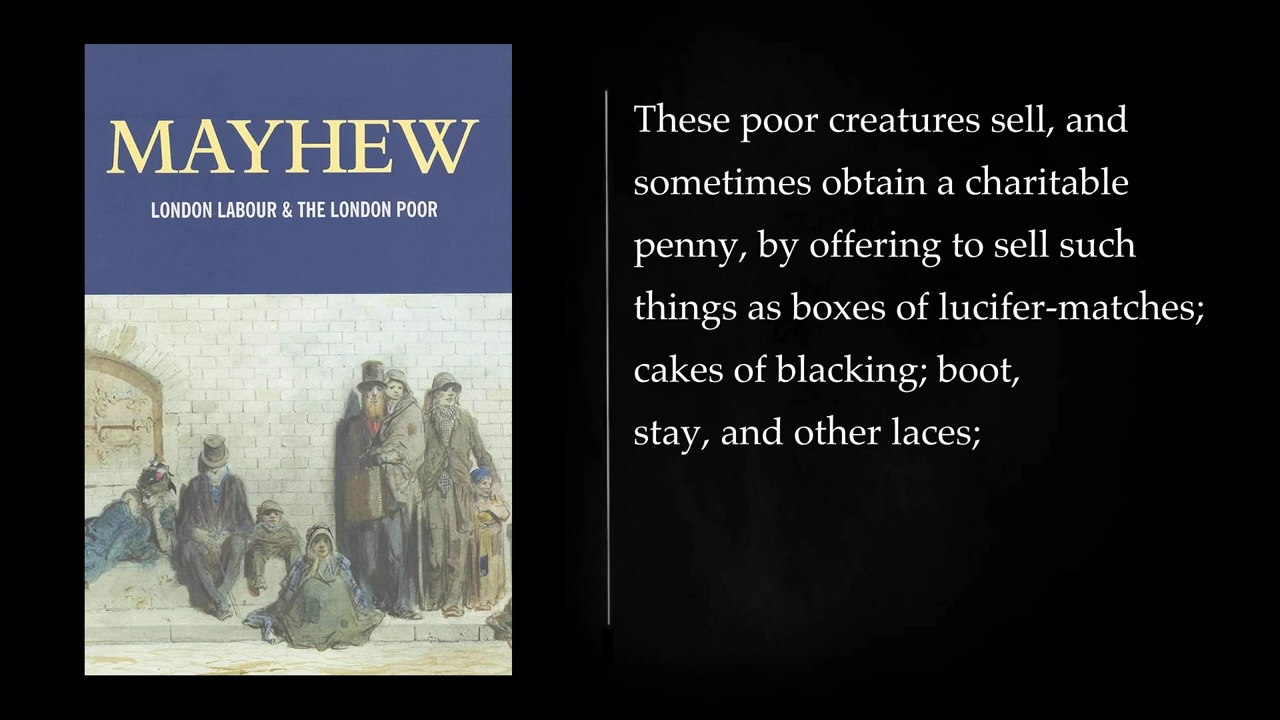 MAYHEW
LONDON LABOUR & THE LONDON POOR
These poor creatures sell, and
sometimes obtain a charitable
penny, by offering to sell such
things as boxes of lucifer-matches;
cakes of blacking; boot,
stay, and other laces;